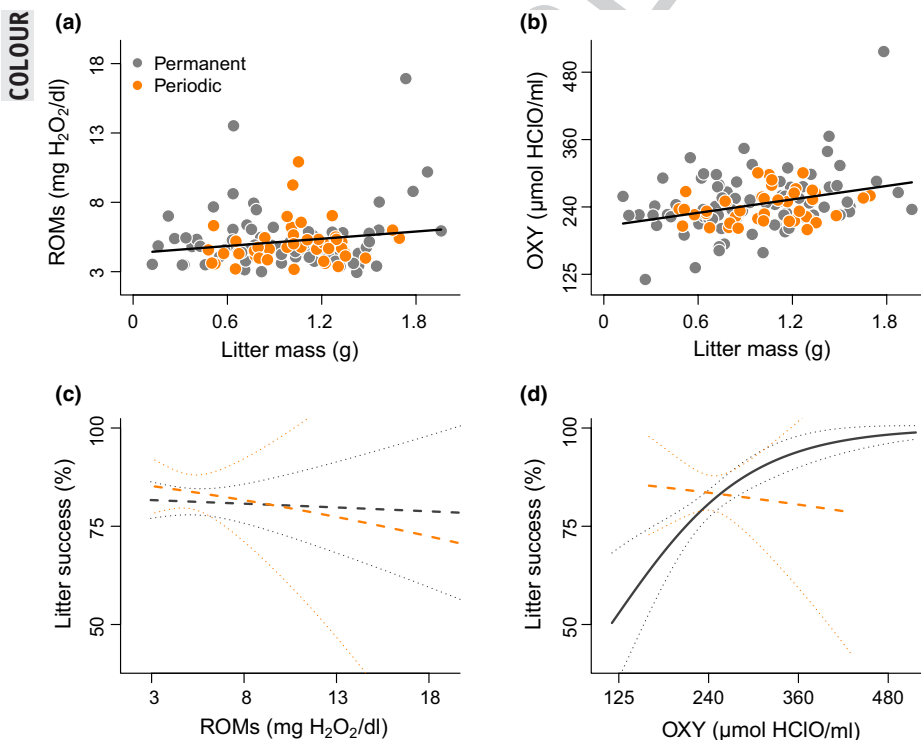 COLOUR
(a)
ROMs (mg H₂O₂/dl)
18
13
8
3
Permanent
Periodic
0 0.6 1.2 1.8
Litter mass (g)
(b)
OXY (µmol HClO/ml)
480
360
240
125
0 0.6 1.2 1.8
Litter mass (g)
(c)
Litter success (%)
100
75
50
3 8 13 18
ROMs (mg H₂O₂/dl)
(d)
Litter success (%)
100
75
50
125 240 360 480
OXY (µmol HClO/ml)